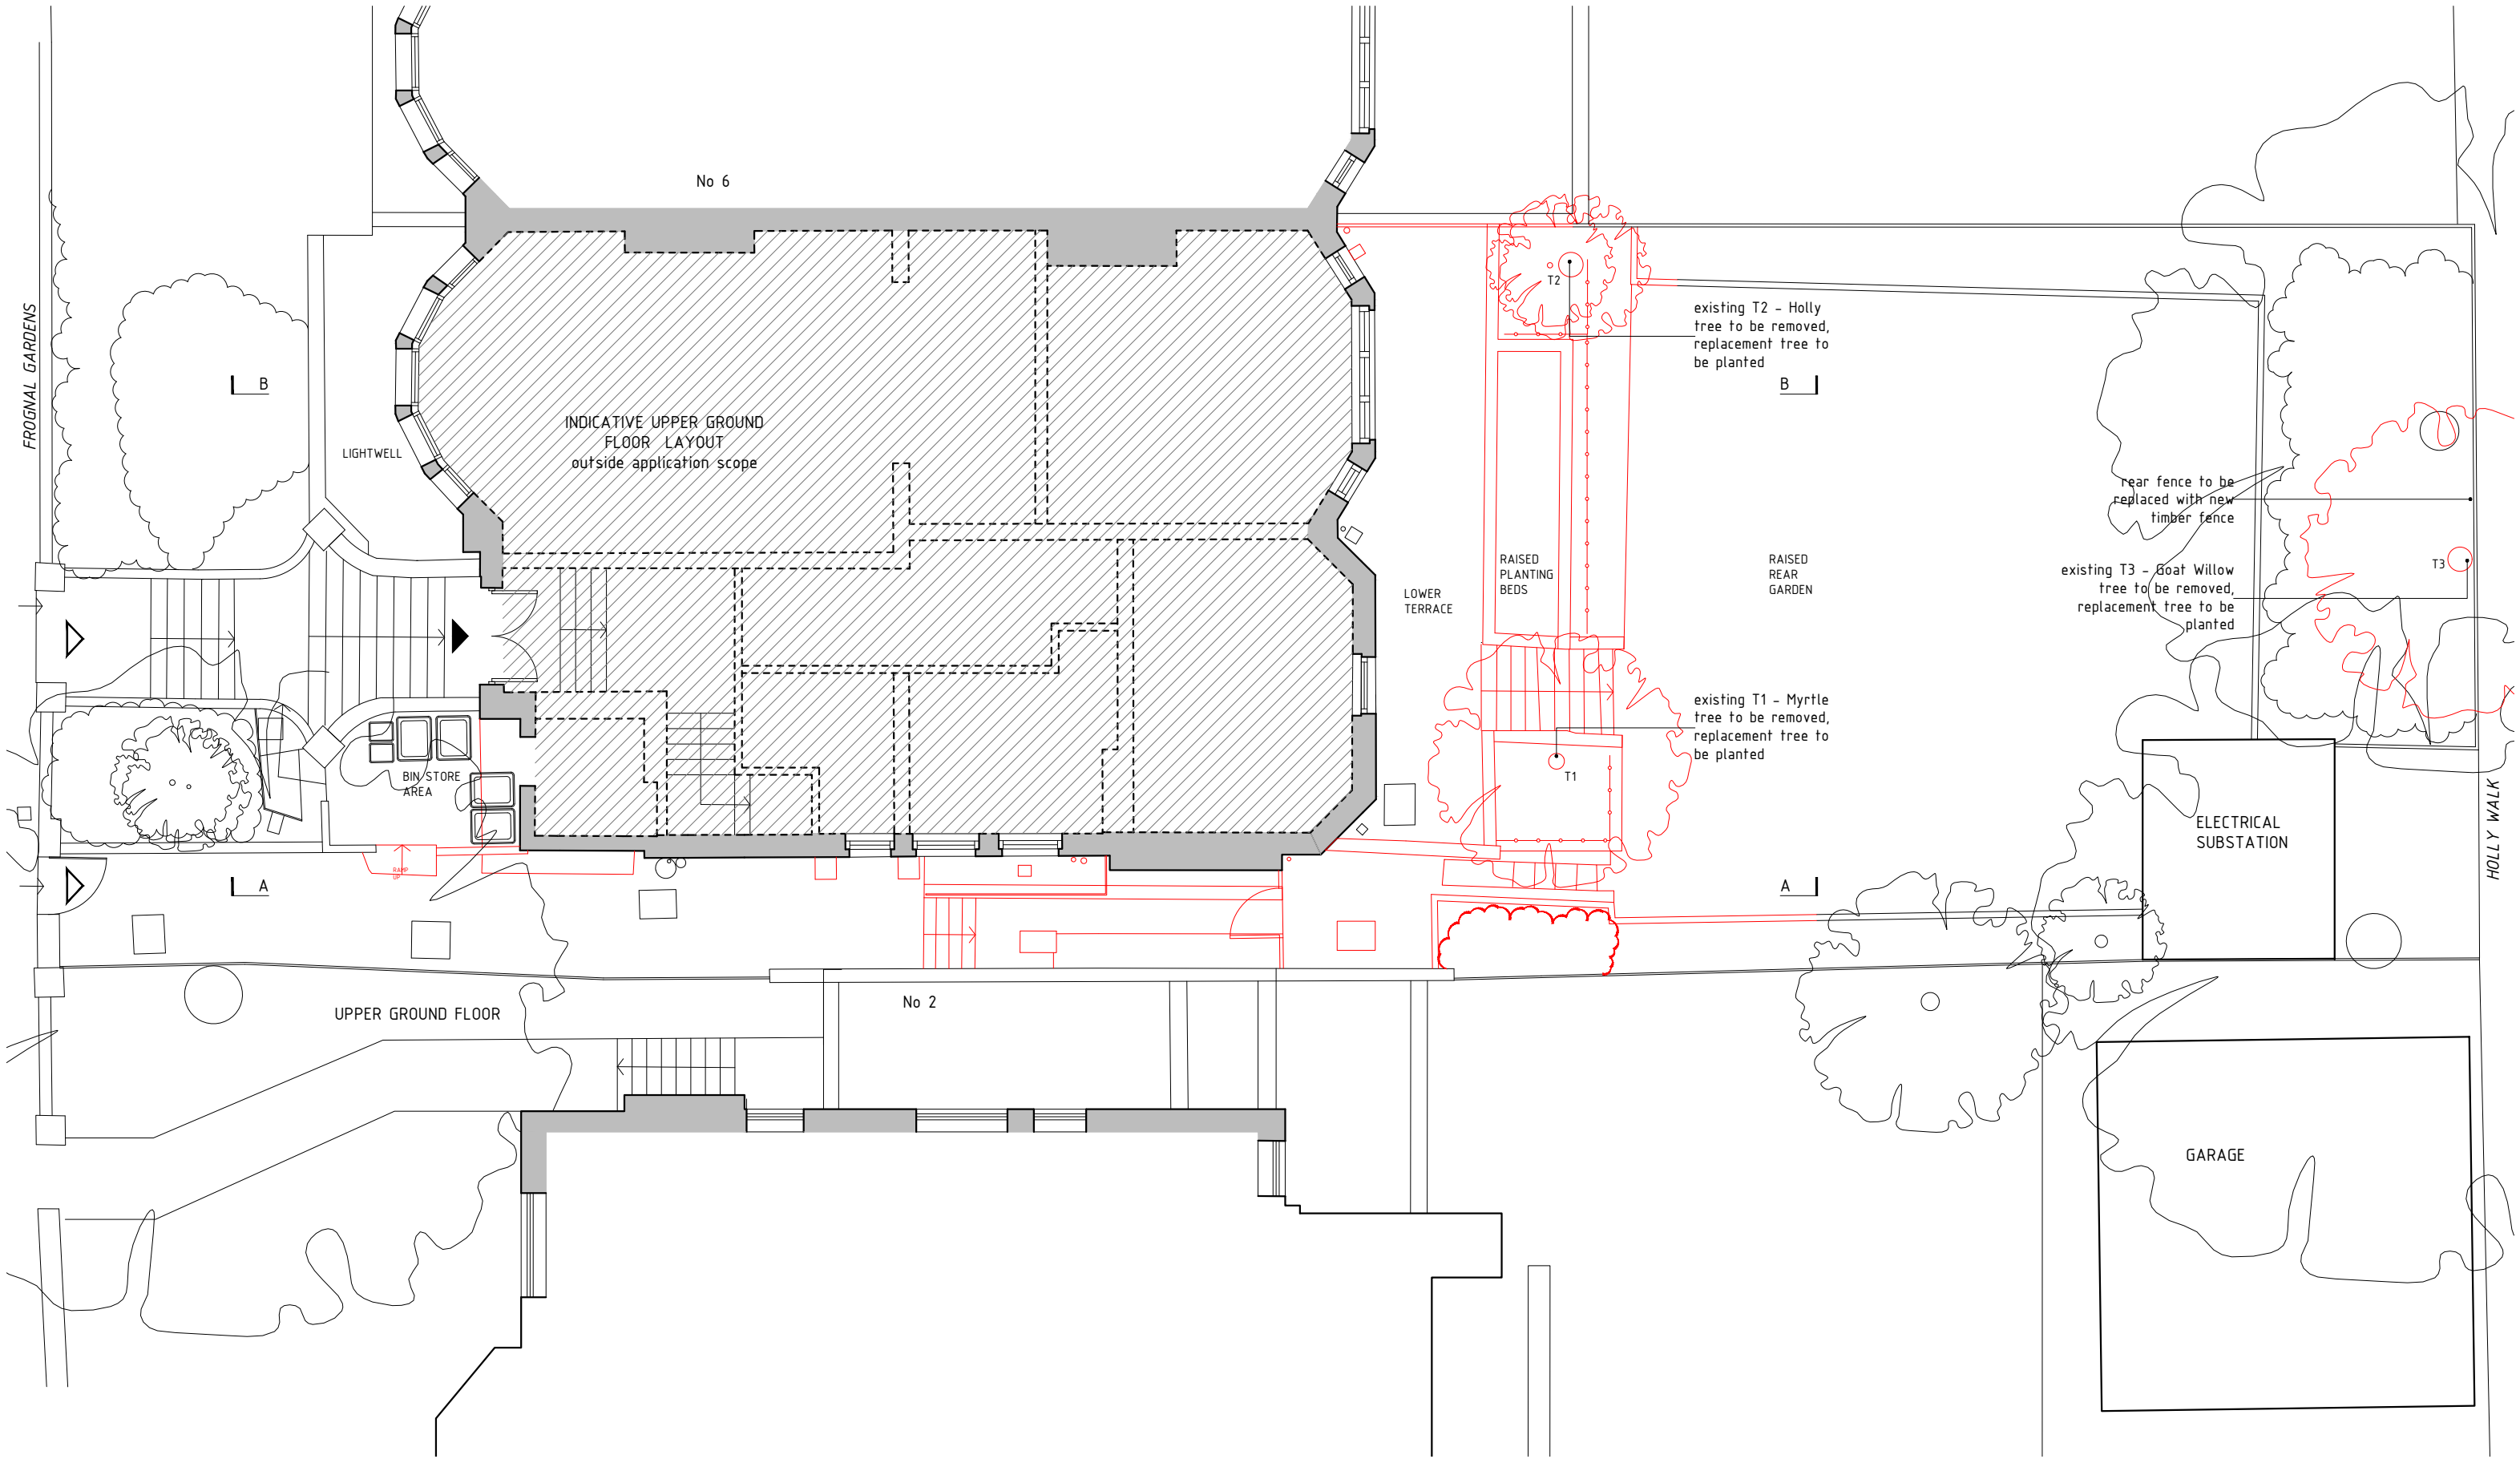 No 6
FROGNAL GARDENS
B
LIGHTWELL
INDICATIVE UPPER GROUND
FLOOR LAYOUT
outside application scope
T2
existing T2 - Holly
tree to be removed,
replacement tree to
be planted
B
rear fence to be
replaced with new
timber fence
T3
existing T3 - Goat Willow
tree to be removed,
replacement tree to be
planted
RAISED
PLANTING
BEDS
RAISED
REAR
GARDEN
LOWER
TERRACE
existing T1 - Myrtle
tree to be removed,
replacement tree to
be planted
T1
BIN STORE
AREA
ELECTRICAL
SUBSTATION
HOLLY WALK
RAMP
UP
A
A
No 2
UPPER GROUND FLOOR
GARAGE